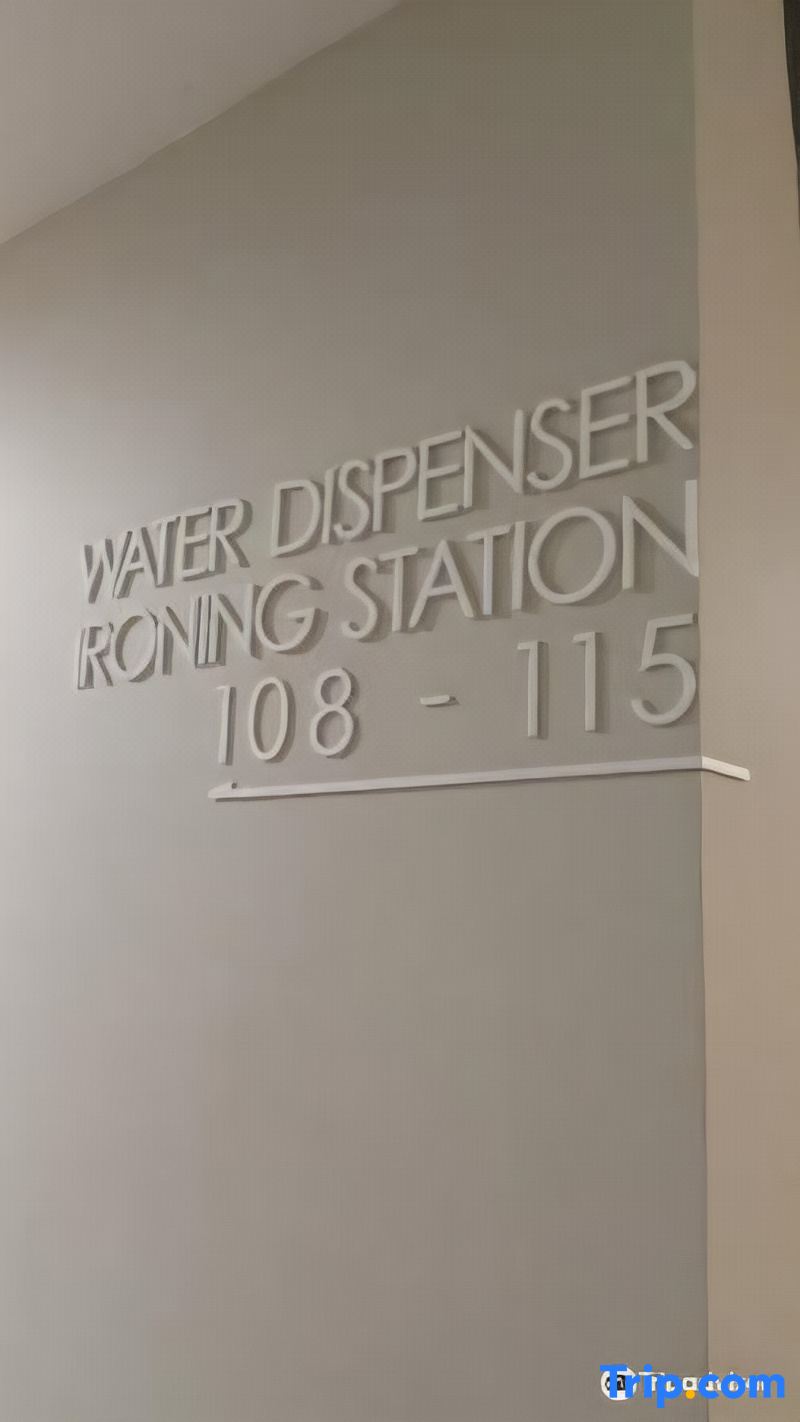 WATER DISPENSER
IRONING STATION
108 - 115
Trip.com